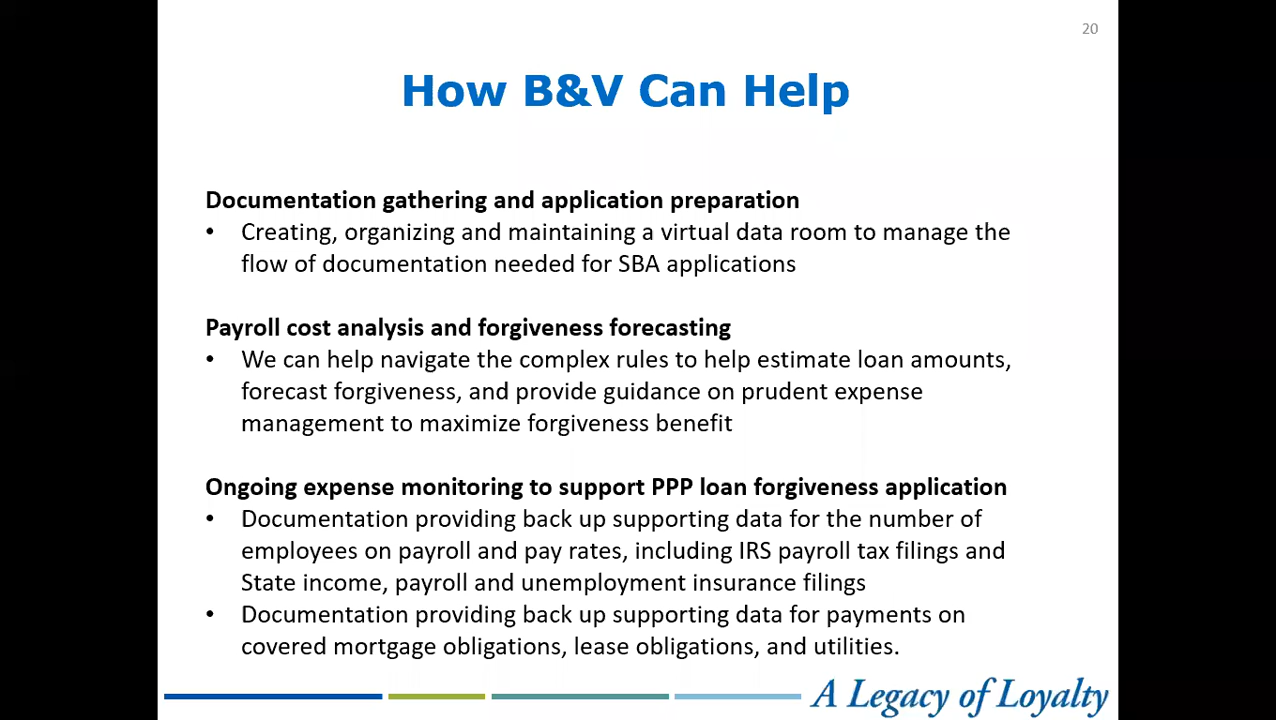 20
How B&V Can Help
Documentation gathering and application preparation
• Creating, organizing and maintaining a virtual data room to manage the
flow of documentation needed for SBA applications
Payroll cost analysis and forgiveness forecasting
• We can help navigate the complex rules to help estimate loan amounts,
forecast forgiveness, and provide guidance on prudent expense
management to maximize forgiveness benefit
Ongoing expense monitoring to support PPP loan forgiveness application
• Documentation providing back up supporting data for the number of
employees on payroll and pay rates, including IRS payroll tax filings and
State income, payroll and unemployment insurance filings
• Documentation providing back up supporting data for payments on
covered mortgage obligations, lease obligations, and utilities.
A Legacy of Loyalty